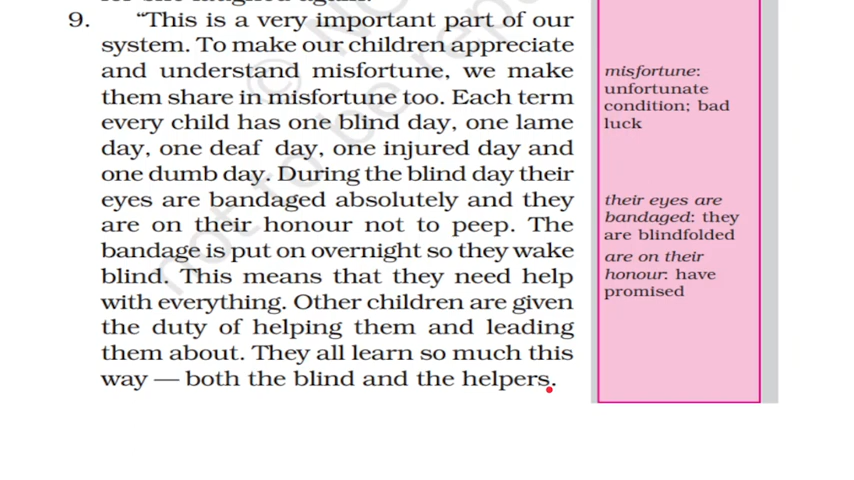 9. “This is a very important part of our
system. To make our children appreciate
and understand misfortune, we make
them share in misfortune too. Each term
every child has one blind day, one lame
day, one deaf day, one injured day and
one dumb day. During the blind day their
eyes are bandaged absolutely and they
are on their honour not to peep. The
bandage is put on overnight so they wake
blind. This means that they need help
with everything. Other children are given
the duty of helping them and leading
them about. They all learn so much this
way — both the blind and the helpers.
misfortune:
unfortunate
condition; bad
luck
their eyes are
bandaged: they
are blindfolded
are on their
honour: have
promised
not to be repu
© N